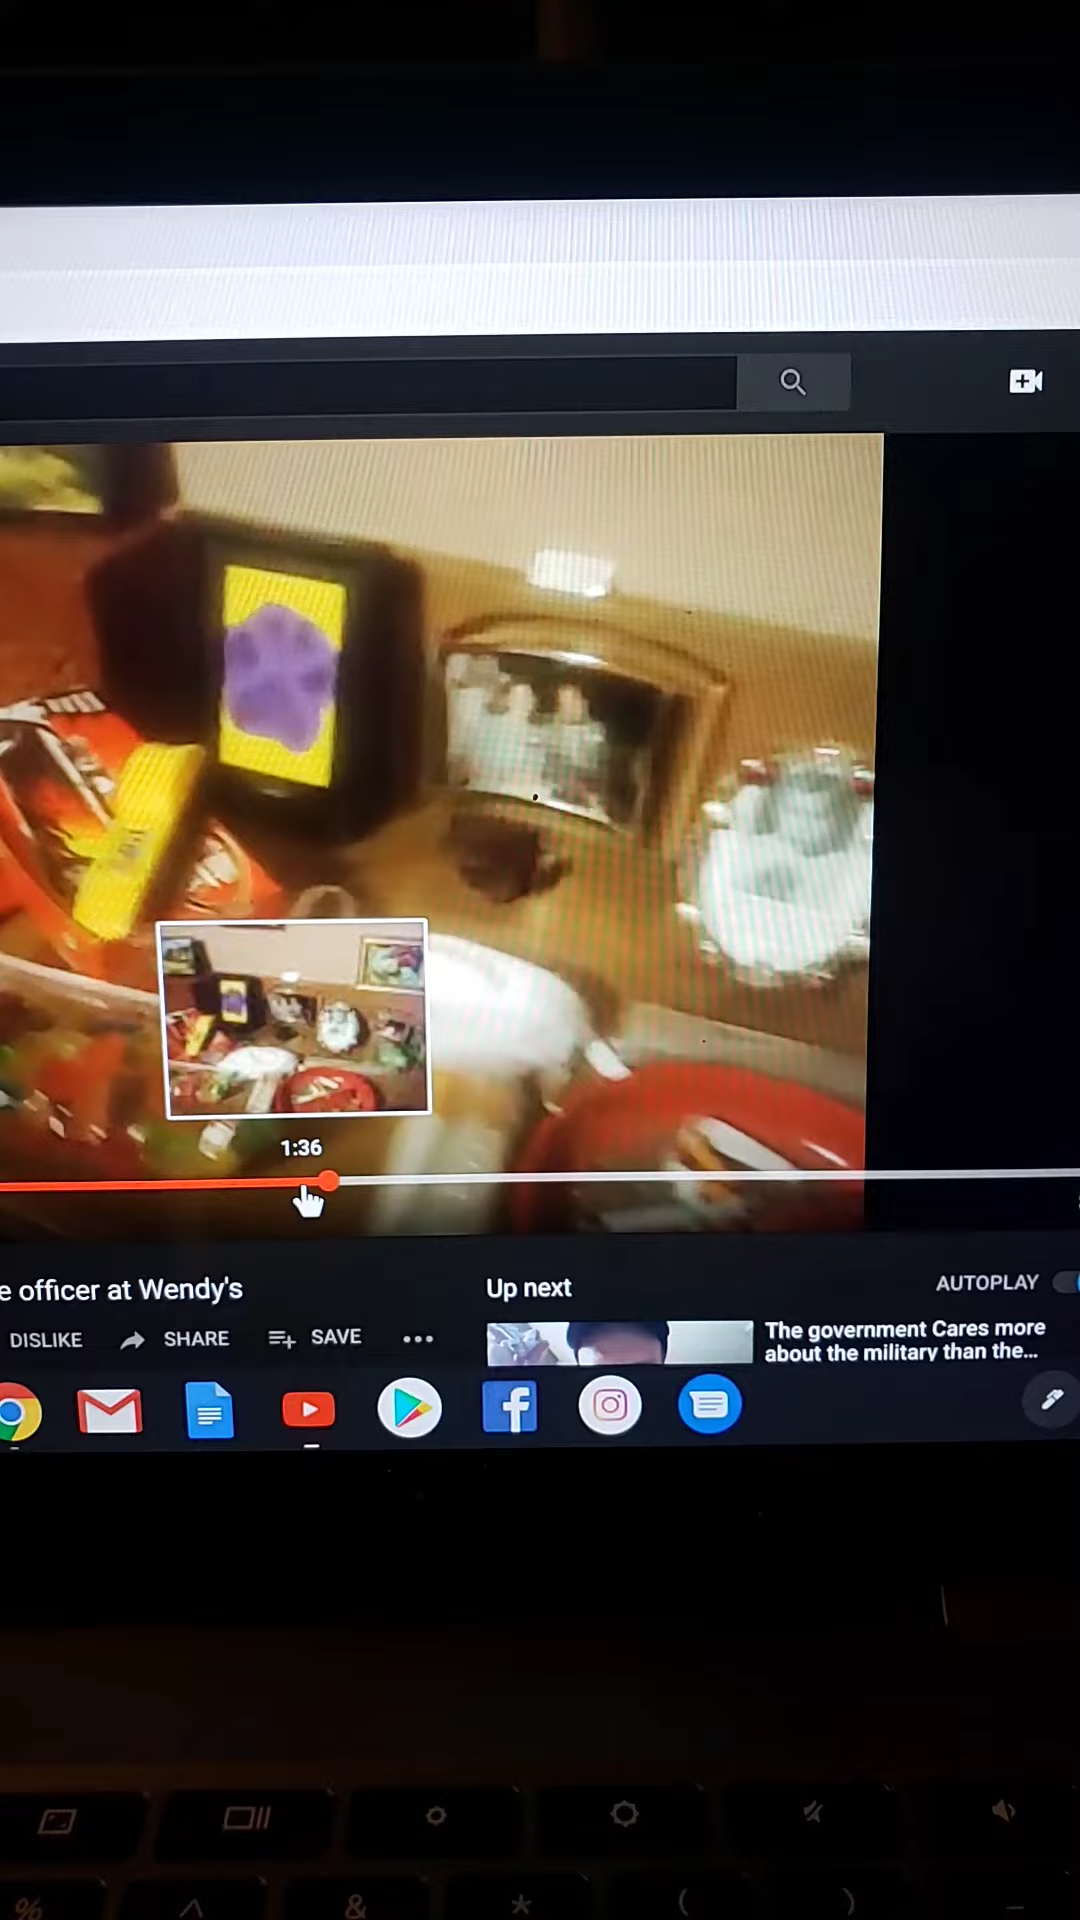 1:36
e officer at Wendy's
Up next
AUTOPLAY
DISLIKE
SHARE
SAVE
The government Cares more
about the military than the...
%
^
&
*
(
)
_